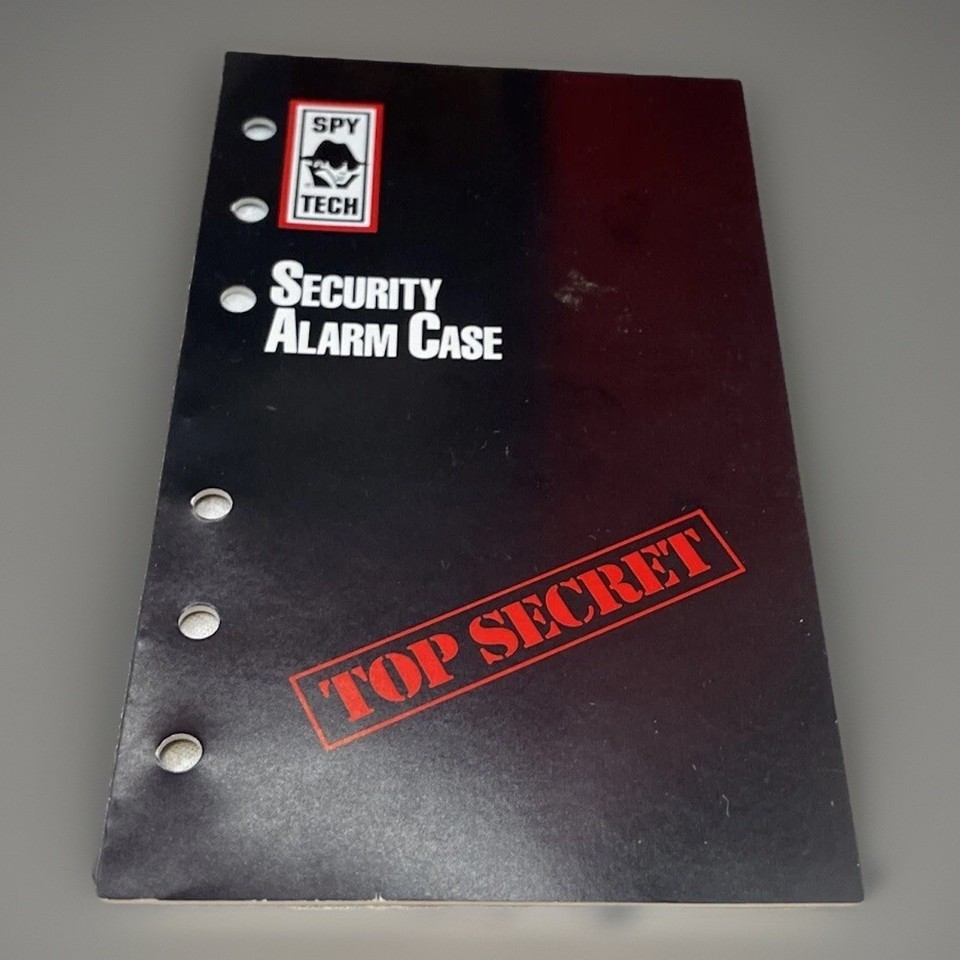 SPY
TECH
SECURITY
ALARM CASE
TOP SECRET